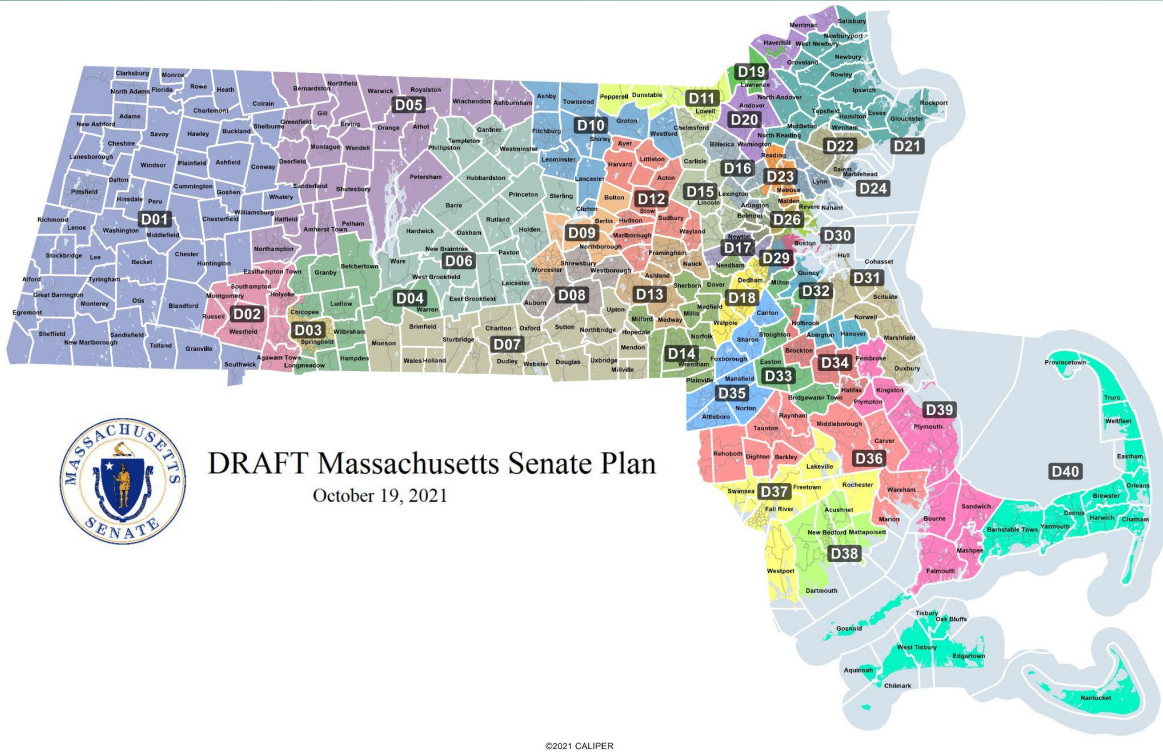 Merrimac
Salisbury
Newburyport
Haverhill
West Newbury
Newbury
Groveland
Rowley
Ipswich
D19
Lawrence
North Andover
Andover
D20
Topsfield
Hamilton
Essex
Rockport
Gloucester
Wenham
Middleton
D21
D22
Salem
Marblehead
D24
Lynn
Nahant
Clarksburg
Monroe
North Adams
Florida
Rowe
Heath
Colrain
Adams
Charlemont
New Ashford
Savoy
Hawley
Buckland
Shelburne
Cheshire
Lanesborough
Windsor
Plainfield
Ashfield
Conway
Dalton
Pittsfield
Hinsdale
Peru
Cummington
Goshen
Whately
D01
Richmond
Lenox
Washington
Middlefield
Chesterfield
Williamsburg
Hatfield
Stockbridge
Lee
Becket
Chester
Huntington
Northampton
Alford
Tyringham
Great Barrington
Monterey
Otis
Blandford
Egremont
Sheffield
New Marlborough
Sandisfield
Tolland
Granville
Southwick
Bernardston
Northfield
Warwick
Royalston
D05
Winchendon
Ashburnham
Greenfield
Gill
Erving
Orange
Athol
Deerfield
Montague
Wendell
Sunderland
Shutesbury
Petersham
Amherst Town
Pelham
Gardner
Templeton
Phillipston
Westminster
Hubbardston
Princeton
Barre
Rutland
Holden
Sterling
Hardwick
Oakham
Paxton
New Braintree
D06
Ware
West Brookfield
Leicester
East Brookfield
Easthampton Town
Southampton
Montgomery
Holyoke
Russell
D02
Westfield
Agawam Town
Granby
Belchertown
Ludlow
D04
Warren
Chicopee
D03
Springfield
Wilbraham
Longmeadow
Hampden
Monson
Brimfield
Wales
Holland
Sturbridge
Charlton
Oxford
Sutton
Northbridge
D07
Dudley
Webster
Douglas
Uxbridge
Mendon
Millville
Hopedale
Ashby
Townsend
Pepperell
Dunstable
D11
Lowell
D10
Groton
Fitchburg
Shirley
Westford
Chelmsford
Leominster
Lancaster
Ayer
Harvard
Littleton
Acton
Carlisle
Clinton
Bolton
D12
Stow
Berlin
Hudson
Sudbury
D09
Marlborough
Wayland
Northborough
Framingham
Worcester
Shrewsbury
Westborough
Natick
Ashland
Auburn
D08
D13
Sherborn
Dover
Upton
Milford
Medway
Millis
Medfield
Norfolk
D14
Wrentham
Plainville
Billerica
Wilmington
North Reading
D16
Reading
D23
D15
Lexington
Lincoln
Melrose
Malden
Arlington
Belmont
D26
Revere
Newton
D17
Boston
D30
D29
Needham
Dedham
Milton
Quincy
Hull
Cohasset
D18
D32
D31
Scituate
Walpole
Canton
Norwell
Sharon
Stoughton
Holbrook
Abington
Hanover
Marshfield
Foxborough
Easton
Brockton
D34
Pembroke
Duxbury
Mansfield
D33
D35
Norton
Bridgewater Town
Halifax
Kingston
Plympton
D39
Attleboro
Raynham
Middleborough
Plymouth
Taunton
Carver
Rehoboth
Dighton
Berkley
D36
Lakeville
Swansea
D37
Freetown
Rochester
Wareham
Fall River
Acushnet
Marion
New Bedford
Mattapoisett
D38
Westport
Dartmouth
Bourne
Sandwich
Mashpee
Falmouth
D40
Provincetown
Truro
Wellfleet
Eastham
Orleans
Brewster
Dennis
Harwich
Chatham
Barnstable Town
Yarmouth
Gosnold
Tisbury
Oak Bluffs
West Tisbury
Edgartown
Aquinnah
Chilmark
Nantucket
MASSACHUSETTS
SENATE
DRAFT Massachusetts Senate Plan
October 19, 2021
©2021 CALIPER